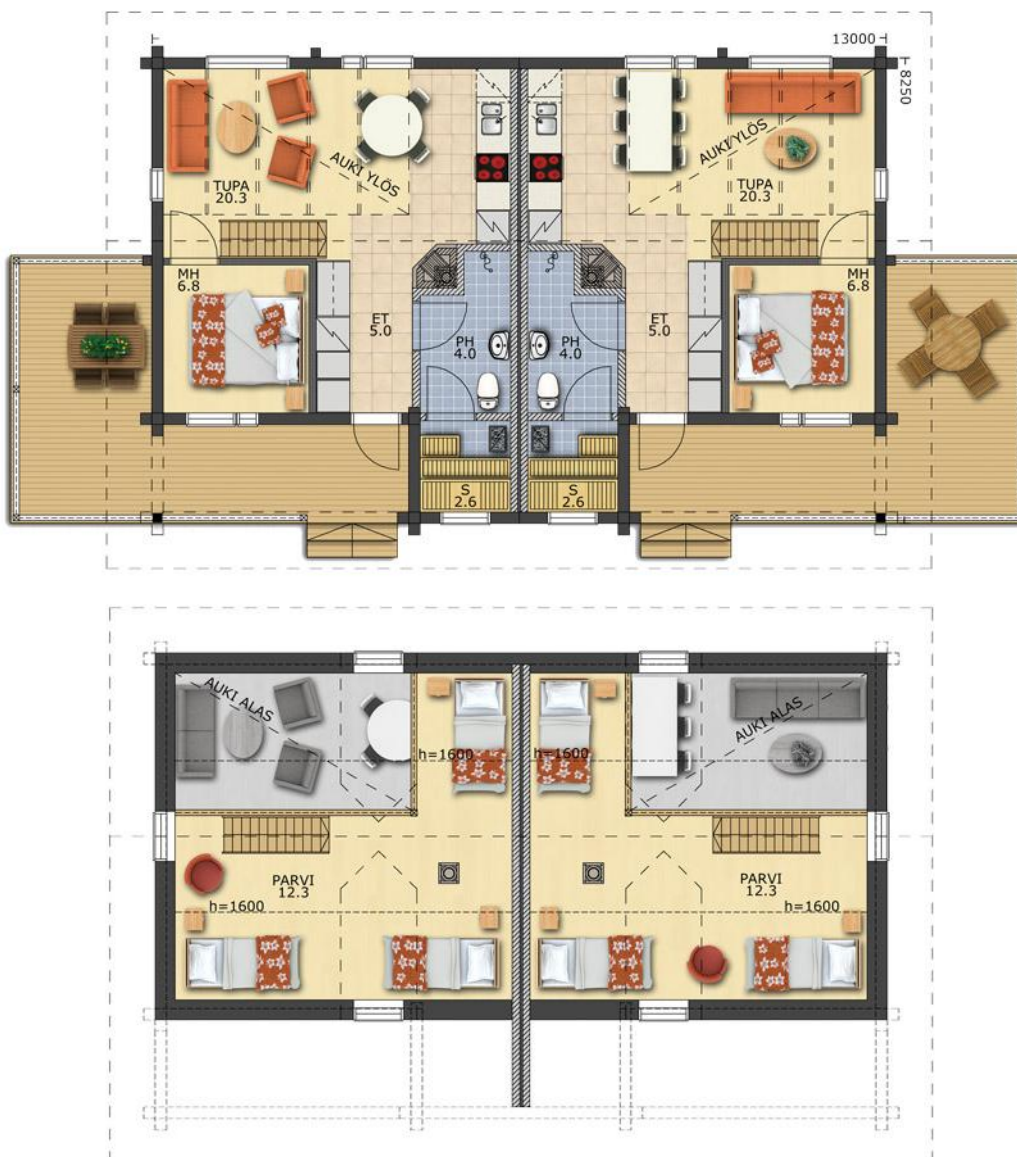 13000
8250
AUKI YLÖS
AUKI YLÖS
TUPA
20.3
TUPA
20.3
MH
6.8
MH
6.8
ET
5.0
ET
5.0
PH
4.0
PH
4.0
S
2.6
S
2.6
AUKI ALAS
AUKI ALAS
h=1600
h=1600
PARVI
12.3
PARVI
12.3
h=1600
h=1600